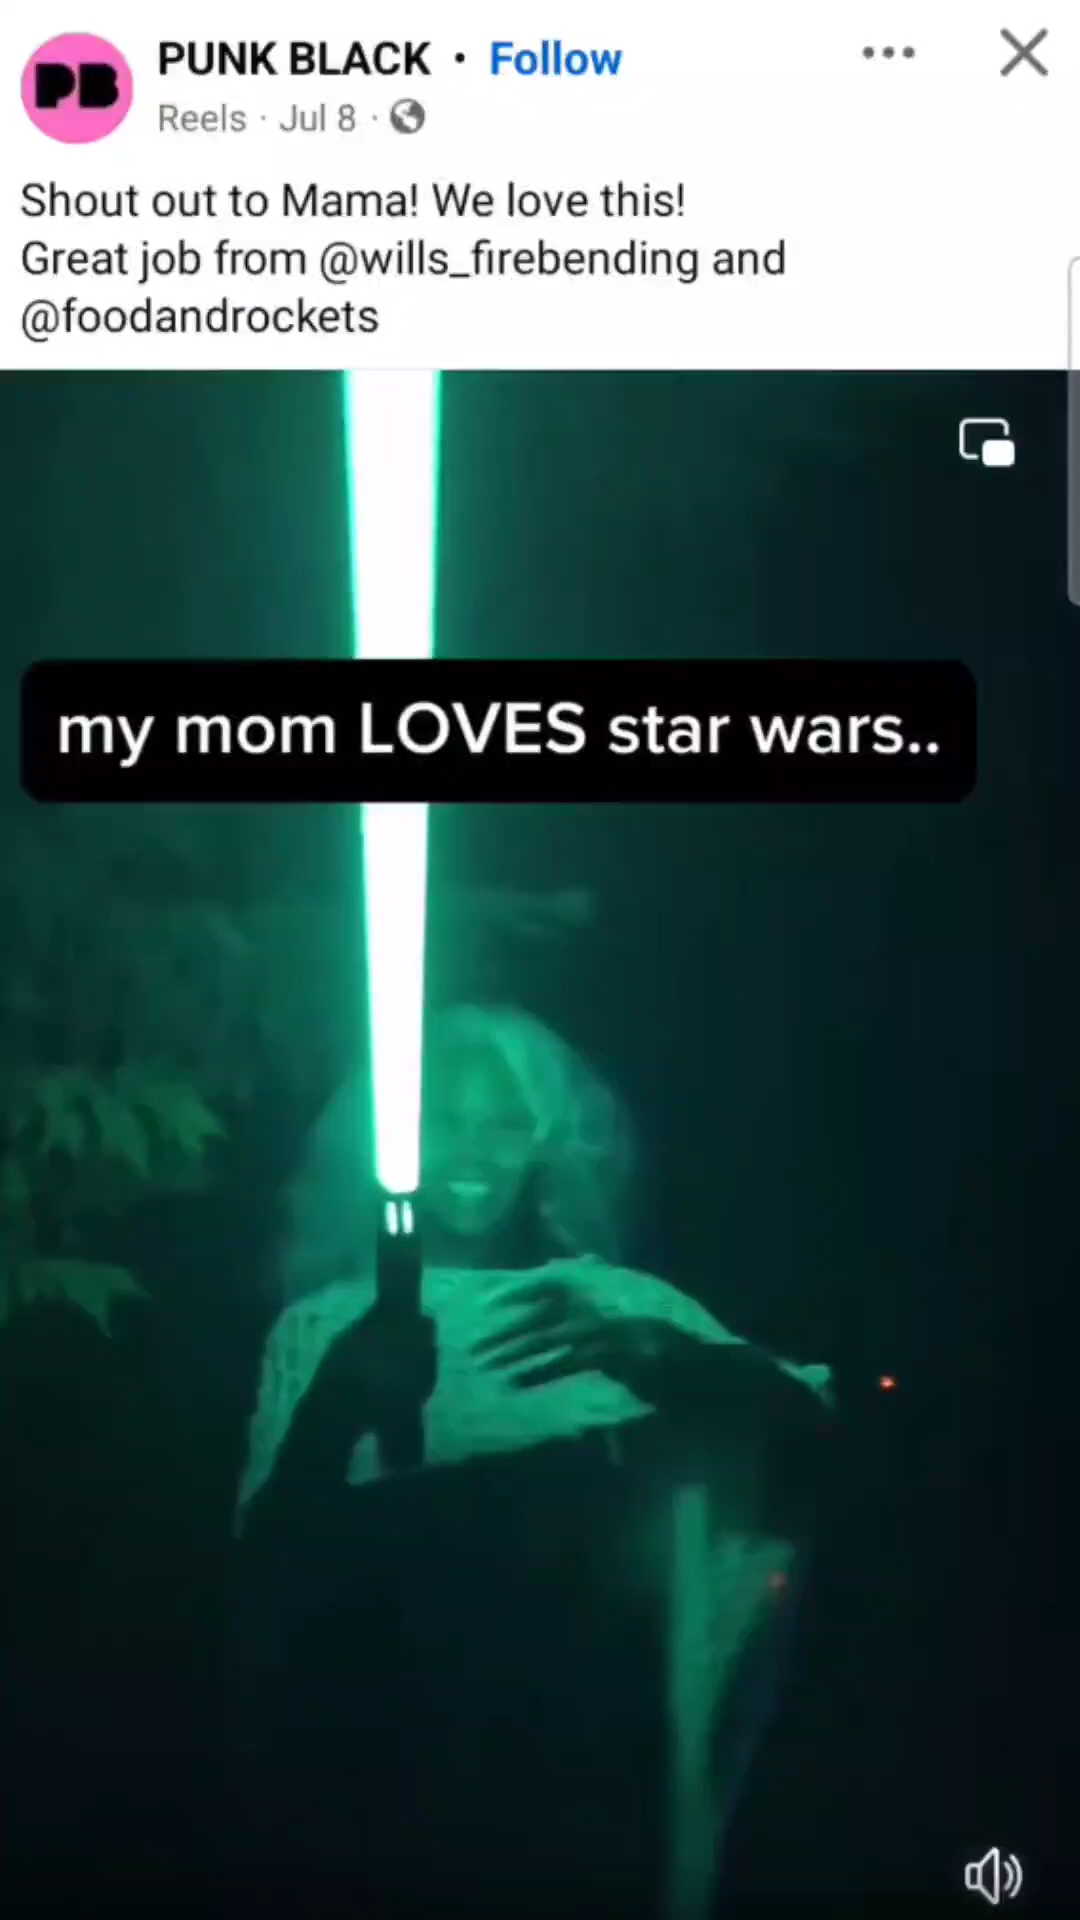 PB
PUNK BLACK · Follow
Reels · Jul 8 ·
Shout out to Mama! We love this!
Great job from @wills_firebending and
@foodandrockets
my mom LOVES star wars..